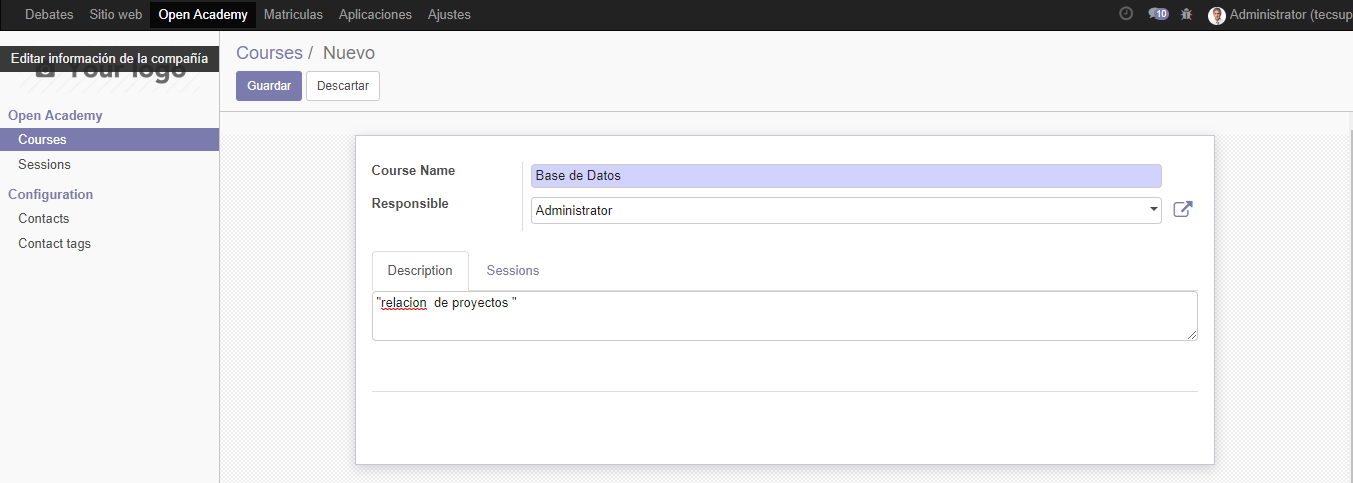 Debates Sitio web Open Academy Matriculas Aplicaciones Ajustes 10 Administrator (tecsup
Editar información de la compañía
Your logo
Open Academy
Courses
Sessions
Configuration
Contacts
Contact tags
Courses / Nuevo
Guardar Descartar
Course Name Base de Datos
Responsible Administrator
Description Sessions
"relacion de proyectos "